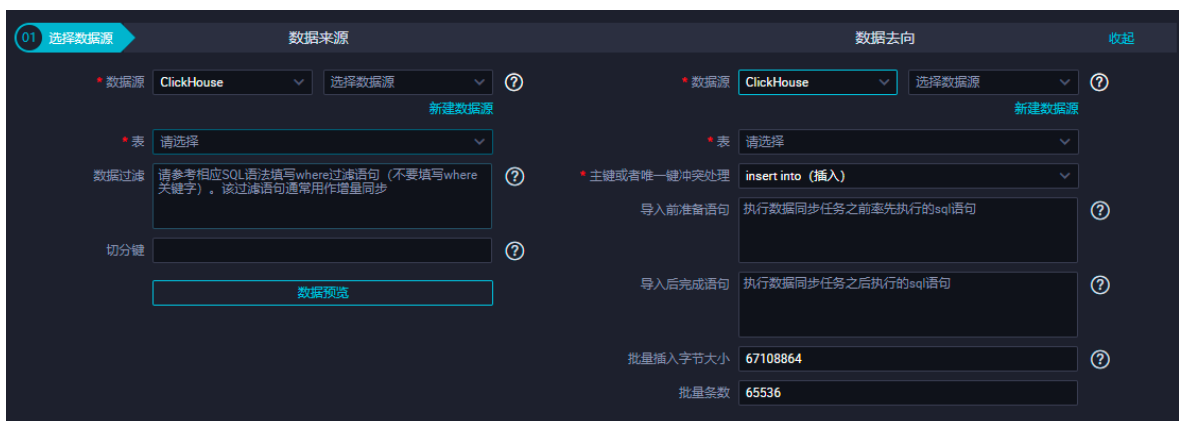 01 选择数据源
数据来源
数据去向
收起
* 数据源 ClickHouse 选择数据源 ?
新建数据源
* 表 请选择
数据过滤 请参考相应SQL语法填写where过滤语句（不要填写where
关键字）。该过滤语句通常用作增量同步 ?
切分键 ?
数据预览
* 数据源 ClickHouse 选择数据源 ?
新建数据源
* 表 请选择
* 主键或者唯一键冲突处理 insert into（插入）
导入前准备语句 执行数据同步任务之前率先执行的sql语句 ?
导入后完成语句 执行数据同步任务之后执行的sql语句 ?
批量插入字节大小 67108864 ?
批量条数 65536